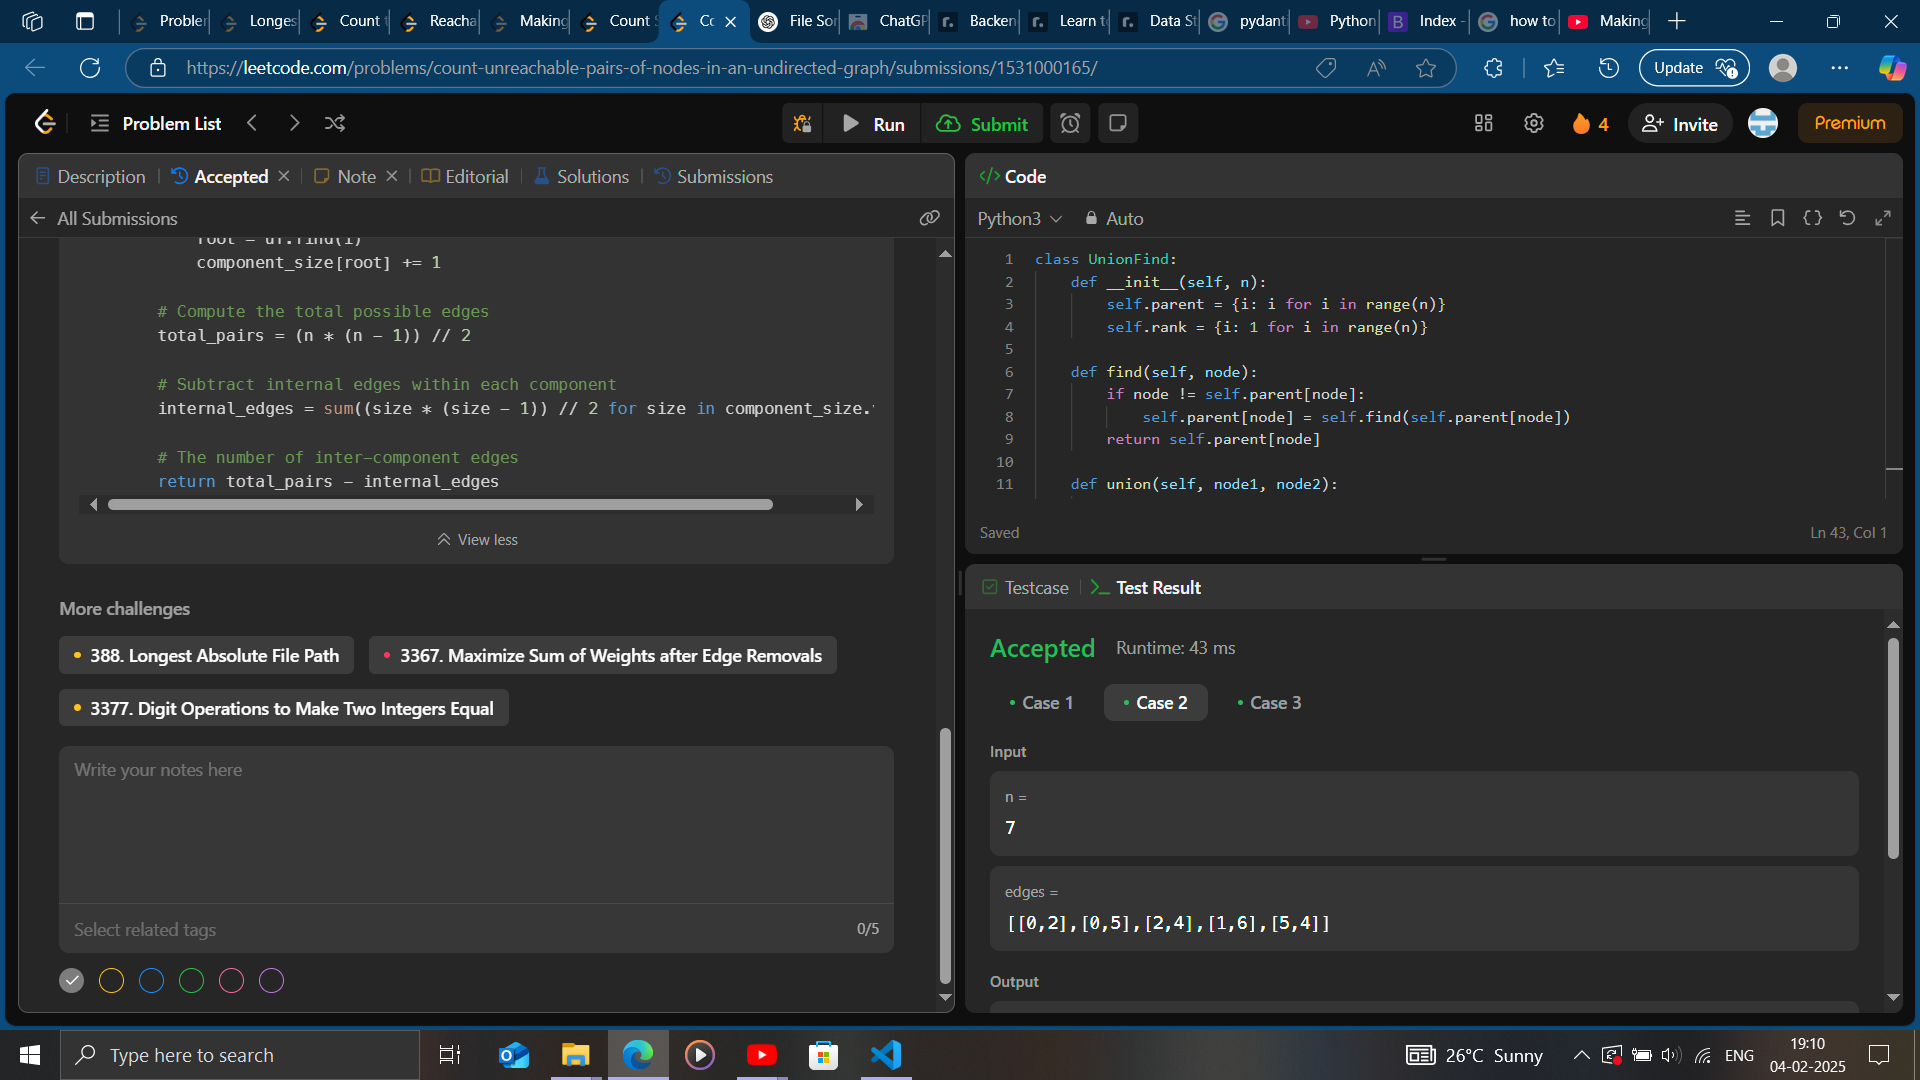 Problem
Longes
Count t
Reacha
Making
Count S
Co
File Sor
ChatGP
Backen
Learn to
Data St
pydant
Python
Index -
how to
Making
https://leetcode.com/problems/count-unreachable-pairs-of-nodes-in-an-undirected-graph/submissions/1531000165/
Update
Problem List
Run
Submit
4
Invite
Premium
Description
Accepted
Note
Editorial
Solutions
Submissions
All Submissions
root = uf.find(i)
component_size[root] += 1
# Compute the total possible edges
total_pairs = (n * (n - 1)) // 2
# Subtract internal edges within each component
internal_edges = sum((size * (size - 1)) // 2 for size in component_size.
# The number of inter-component edges
return total_pairs - internal_edges
View less
More challenges
388. Longest Absolute File Path
3367. Maximize Sum of Weights after Edge Removals
3377. Digit Operations to Make Two Integers Equal
Write your notes here
Select related tags
0/5
</> Code
Python3
Auto
1 class UnionFind:
2 def __init__(self, n):
3 self.parent = {i: i for i in range(n)}
4 self.rank = {i: 1 for i in range(n)}
5
6 def find(self, node):
7 if node != self.parent[node]:
8 self.parent[node] = self.find(self.parent[node])
9 return self.parent[node]
10
11 def union(self, node1, node2):
Saved
Ln 43, Col 1
Testcase
Test Result
Accepted
Runtime: 43 ms
Case 1
Case 2
Case 3
Input
n =
7
edges =
[[0,2],[0,5],[2,4],[1,6],[5,4]]
Output
Type here to search
26°C Sunny
ENG
19:10
04-02-2025